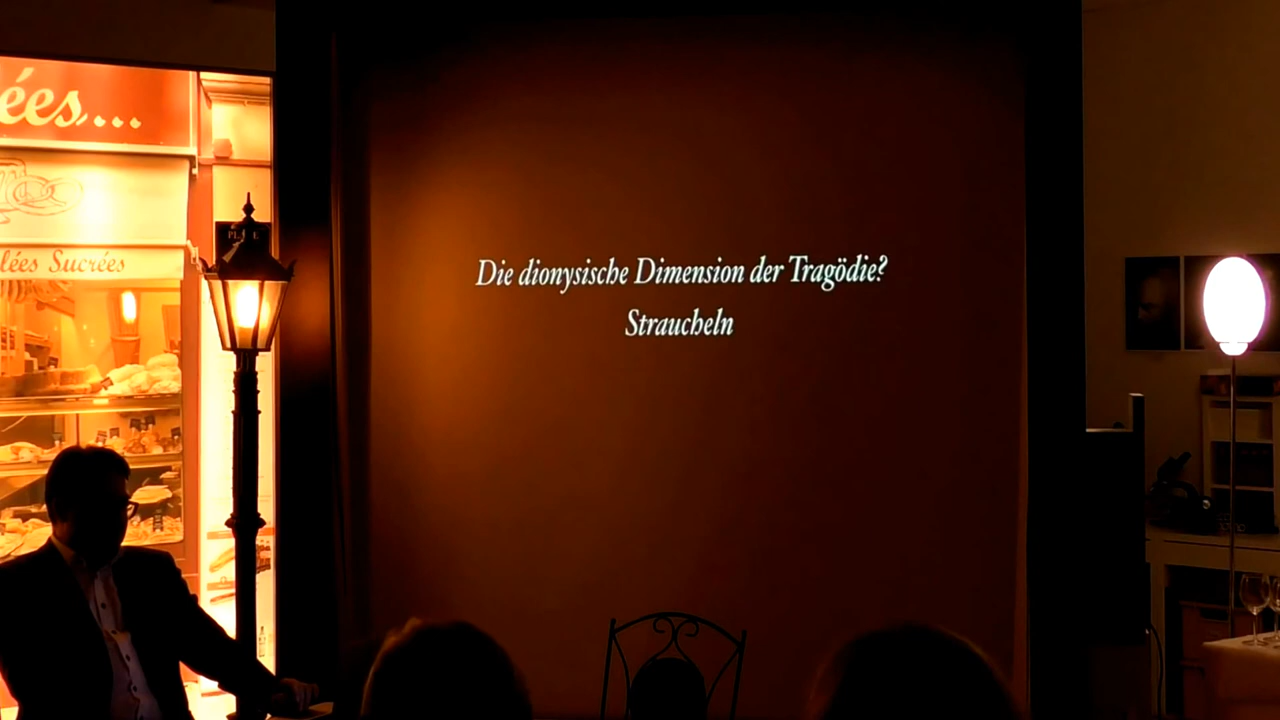 ées,...
lées Sucrées
Die dionysische Dimension der Tragödie?
Straucheln